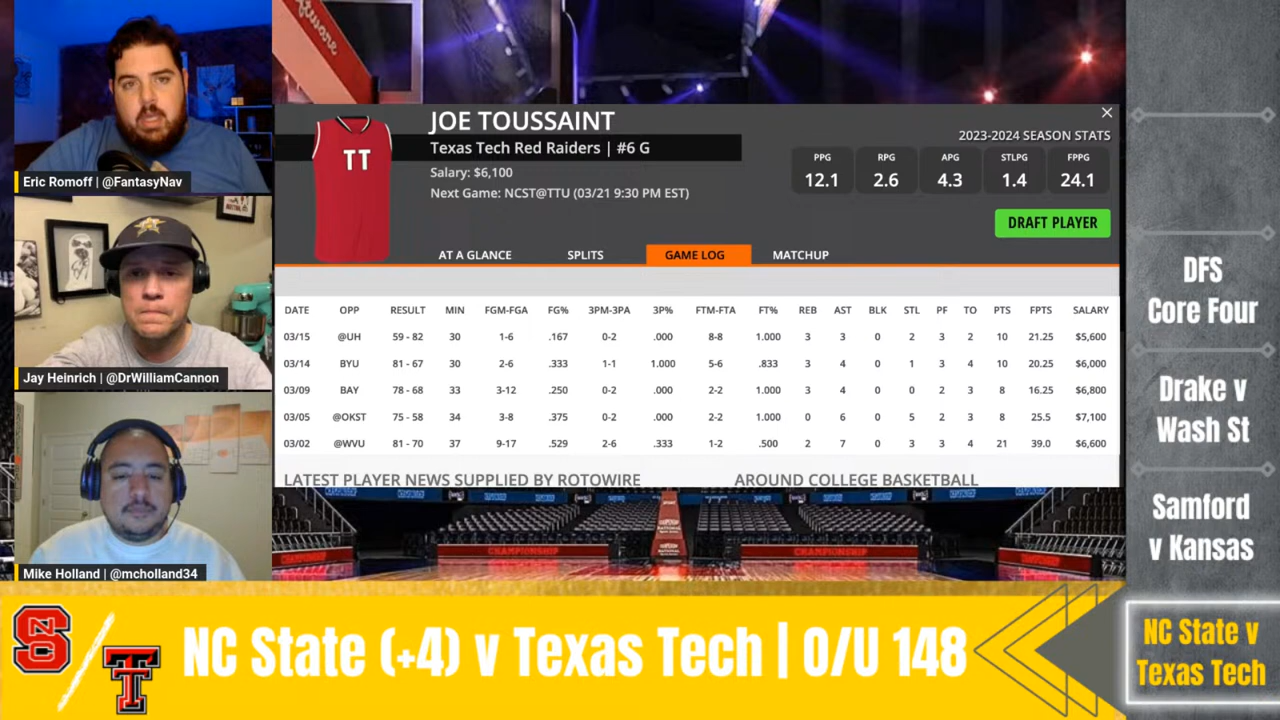 Eric Romoff | @FantasyNav
Jay Heinrich | @DrWilliamCannon
Mike Holland | @mcholland34
JOE TOUSSAINT
Texas Tech Red Raiders | #6 G
Salary: $6,100
Next Game: NCST@TTU (03/21 9:30 PM EST)
TT
×
2023-2024 SEASON STATS
PPG RPG APG STLPG FPPG
12.1 2.6 4.3 1.4 24.1
DRAFT PLAYER
AT A GLANCE SPLITS GAME LOG MATCHUP
DATE OPP RESULT MIN FGM-FGA FG% 3PM-3PA 3P% FTM-FTA FT% REB AST BLK STL PF TO PTS FPTS SALARY
03/15 @UH 59 - 82 30 1-6 .167 0-2 .000 8-8 1.000 3 3 0 2 3 2 10 21.25 $5,600
03/14 BYU 81 - 67 30 2-6 .333 1-1 1.000 5-6 .833 3 4 0 1 3 4 10 20.25 $6,000
03/09 BAY 78 - 68 33 3-12 .250 0-2 .000 2-2 1.000 3 4 0 0 2 3 8 16.25 $6,800
03/05 @OKST 75 - 58 34 3-8 .375 0-2 .000 2-2 1.000 0 6 0 5 2 3 8 25.5 $7,100
03/02 @WVU 81 - 70 37 9-17 .529 2-6 .333 1-2 .500 2 7 0 3 3 4 21 39.0 $6,600
LATEST PLAYER NEWS SUPPLIED BY ROTOWIRE AROUND COLLEGE BASKETBALL
CHAMPIONSHIP
CHAMPIONSHIP
DFS
Core Four
Drake v
Wash St
Samford
v Kansas
NC State v
Texas Tech
NC State (+4) v Texas Tech | O/U 148